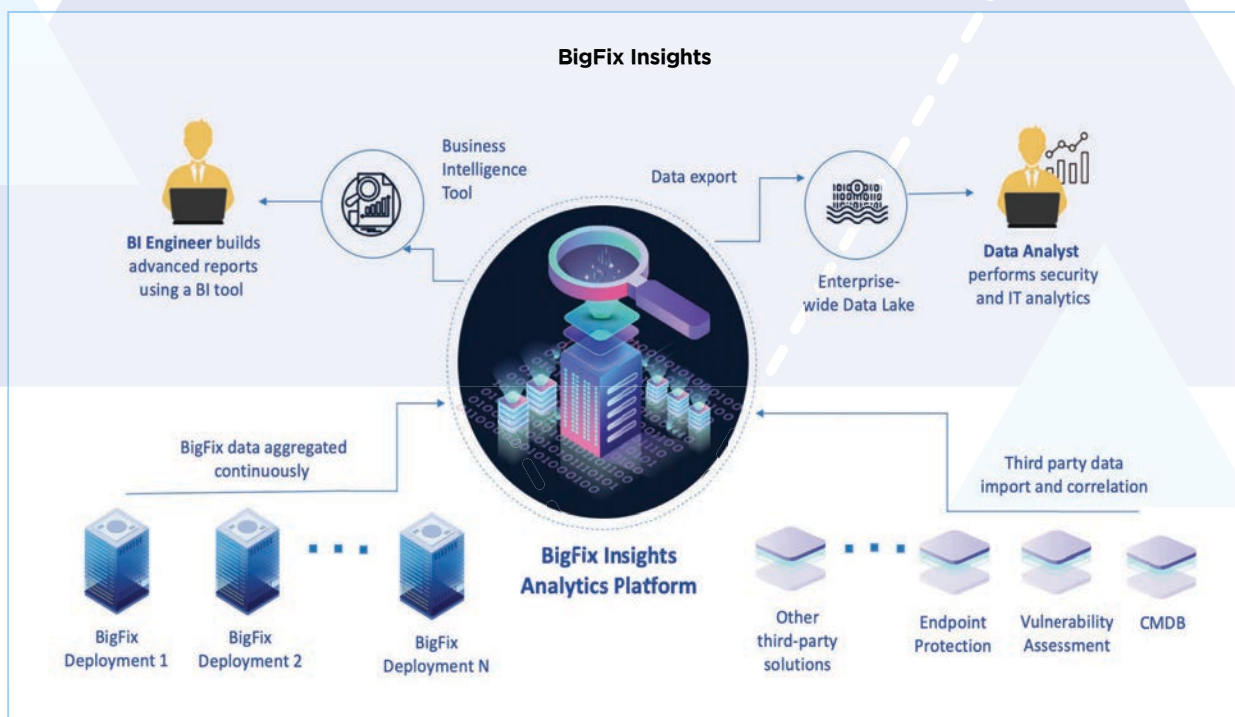 BigFix Insights
Business
Intelligence
Tool
Data export
BI Engineer builds
advanced reports
using a BI tool
Enterprise-
wide Data Lake
Data Analyst
performs security
and IT analytics
BigFix data aggregated
continuously
Third party data
import and correlation
BigFix Insights
Analytics Platform
BigFix
Deployment 1
BigFix
Deployment 2
BigFix
Deployment N
Other
third-party
solutions
Endpoint
Protection
Vulnerability
Assessment
CMDB